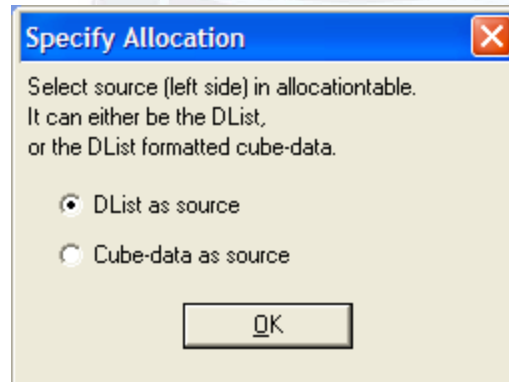 Specify Allocation
Select source (left side) in allocationtable.
It can either be the DList,
or the DList formatted cube-data.
DList as source
Cube-data as source
OK